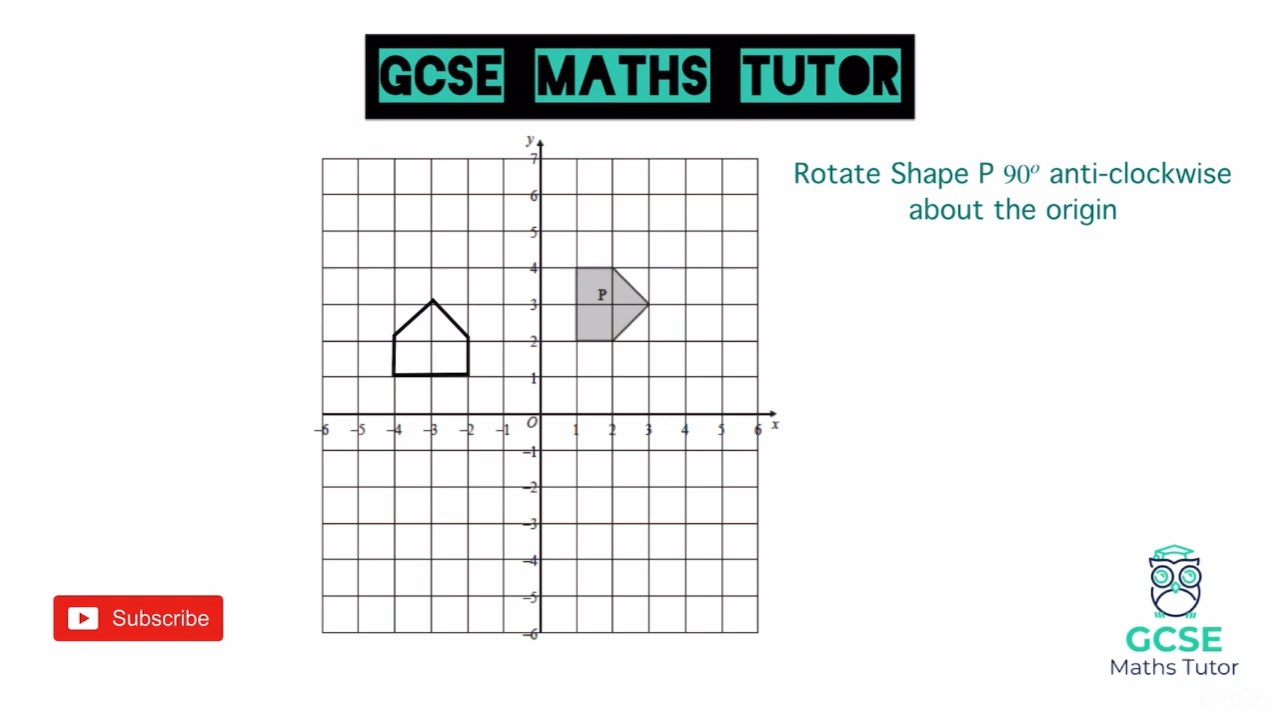 GCSE MATHS TUTOR
y
7
Rotate Shape P 90º anti-clockwise
6
about the origin
5
4
P
3
2
1
O
-6 -5 -4 -3 -2 -1 1 2 3 4 5 6 x
-1
-2
-3
-4
-5
Subscribe
-6
GCSE
Maths Tutor